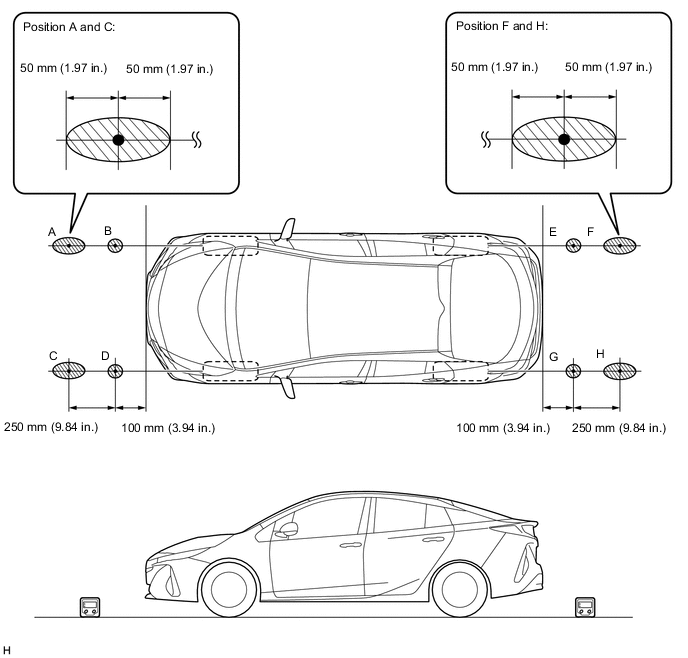 Position A and C:
50 mm (1.97 in.) 50 mm (1.97 in.)
Position F and H:
50 mm (1.97 in.) 50 mm (1.97 in.)
A B
E F
C D
G H
250 mm (9.84 in.) 100 mm (3.94 in.)
100 mm (3.94 in.) 250 mm (9.84 in.)
H